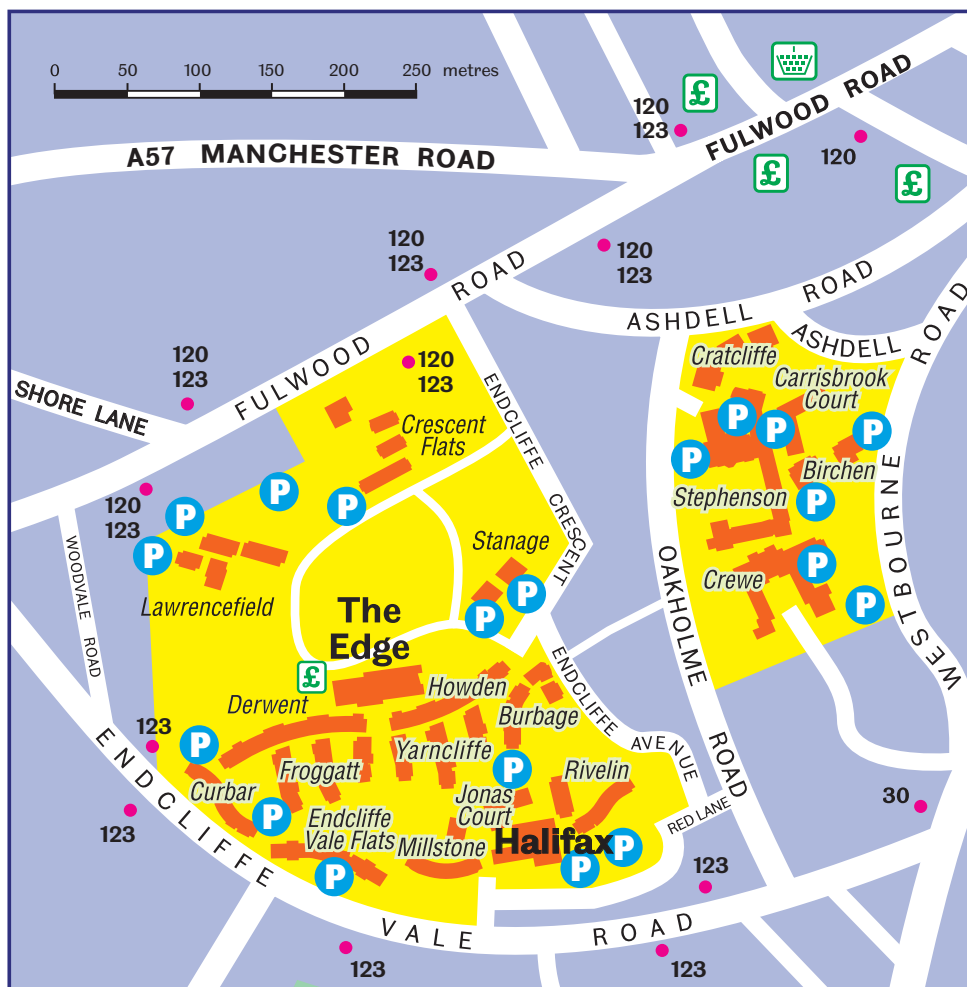 0 50 100 150 200 250 metres
A57 MANCHESTER ROAD
120
123
FULWOOD ROAD
£
120
£
£
120
123
120
123
ROAD
ASHDELL
ROAD
ASHDELL
ROAD
120
123
SHORE LANE
FULWOOD
120
123
Crescent
Flats
ENDCLIFFE
CRESCENT
Cratcliffe
Carrisbrook
Court
P
P
P
P
Birchen
Stephenson
P
WESTBOURNE
120
123
P
P
P
P
WOODVALE ROAD
Lawrencefield
Stanage
P
P
OAKHOLME
Crewe
P
P
The
Edge
£
Derwent
Howden
Burbage
ENDCLIFFE
AVENUE
ROAD
123
P
Froggatt
Yarncliffe
P
Rivelin
Curbar
P
Endcliffe
Vale Flats
Jonas
Court
Millstone
Halifax
P
P
RED LANE
30
123
P
ENDCLIFFE
VALE
ROAD
123
123
123